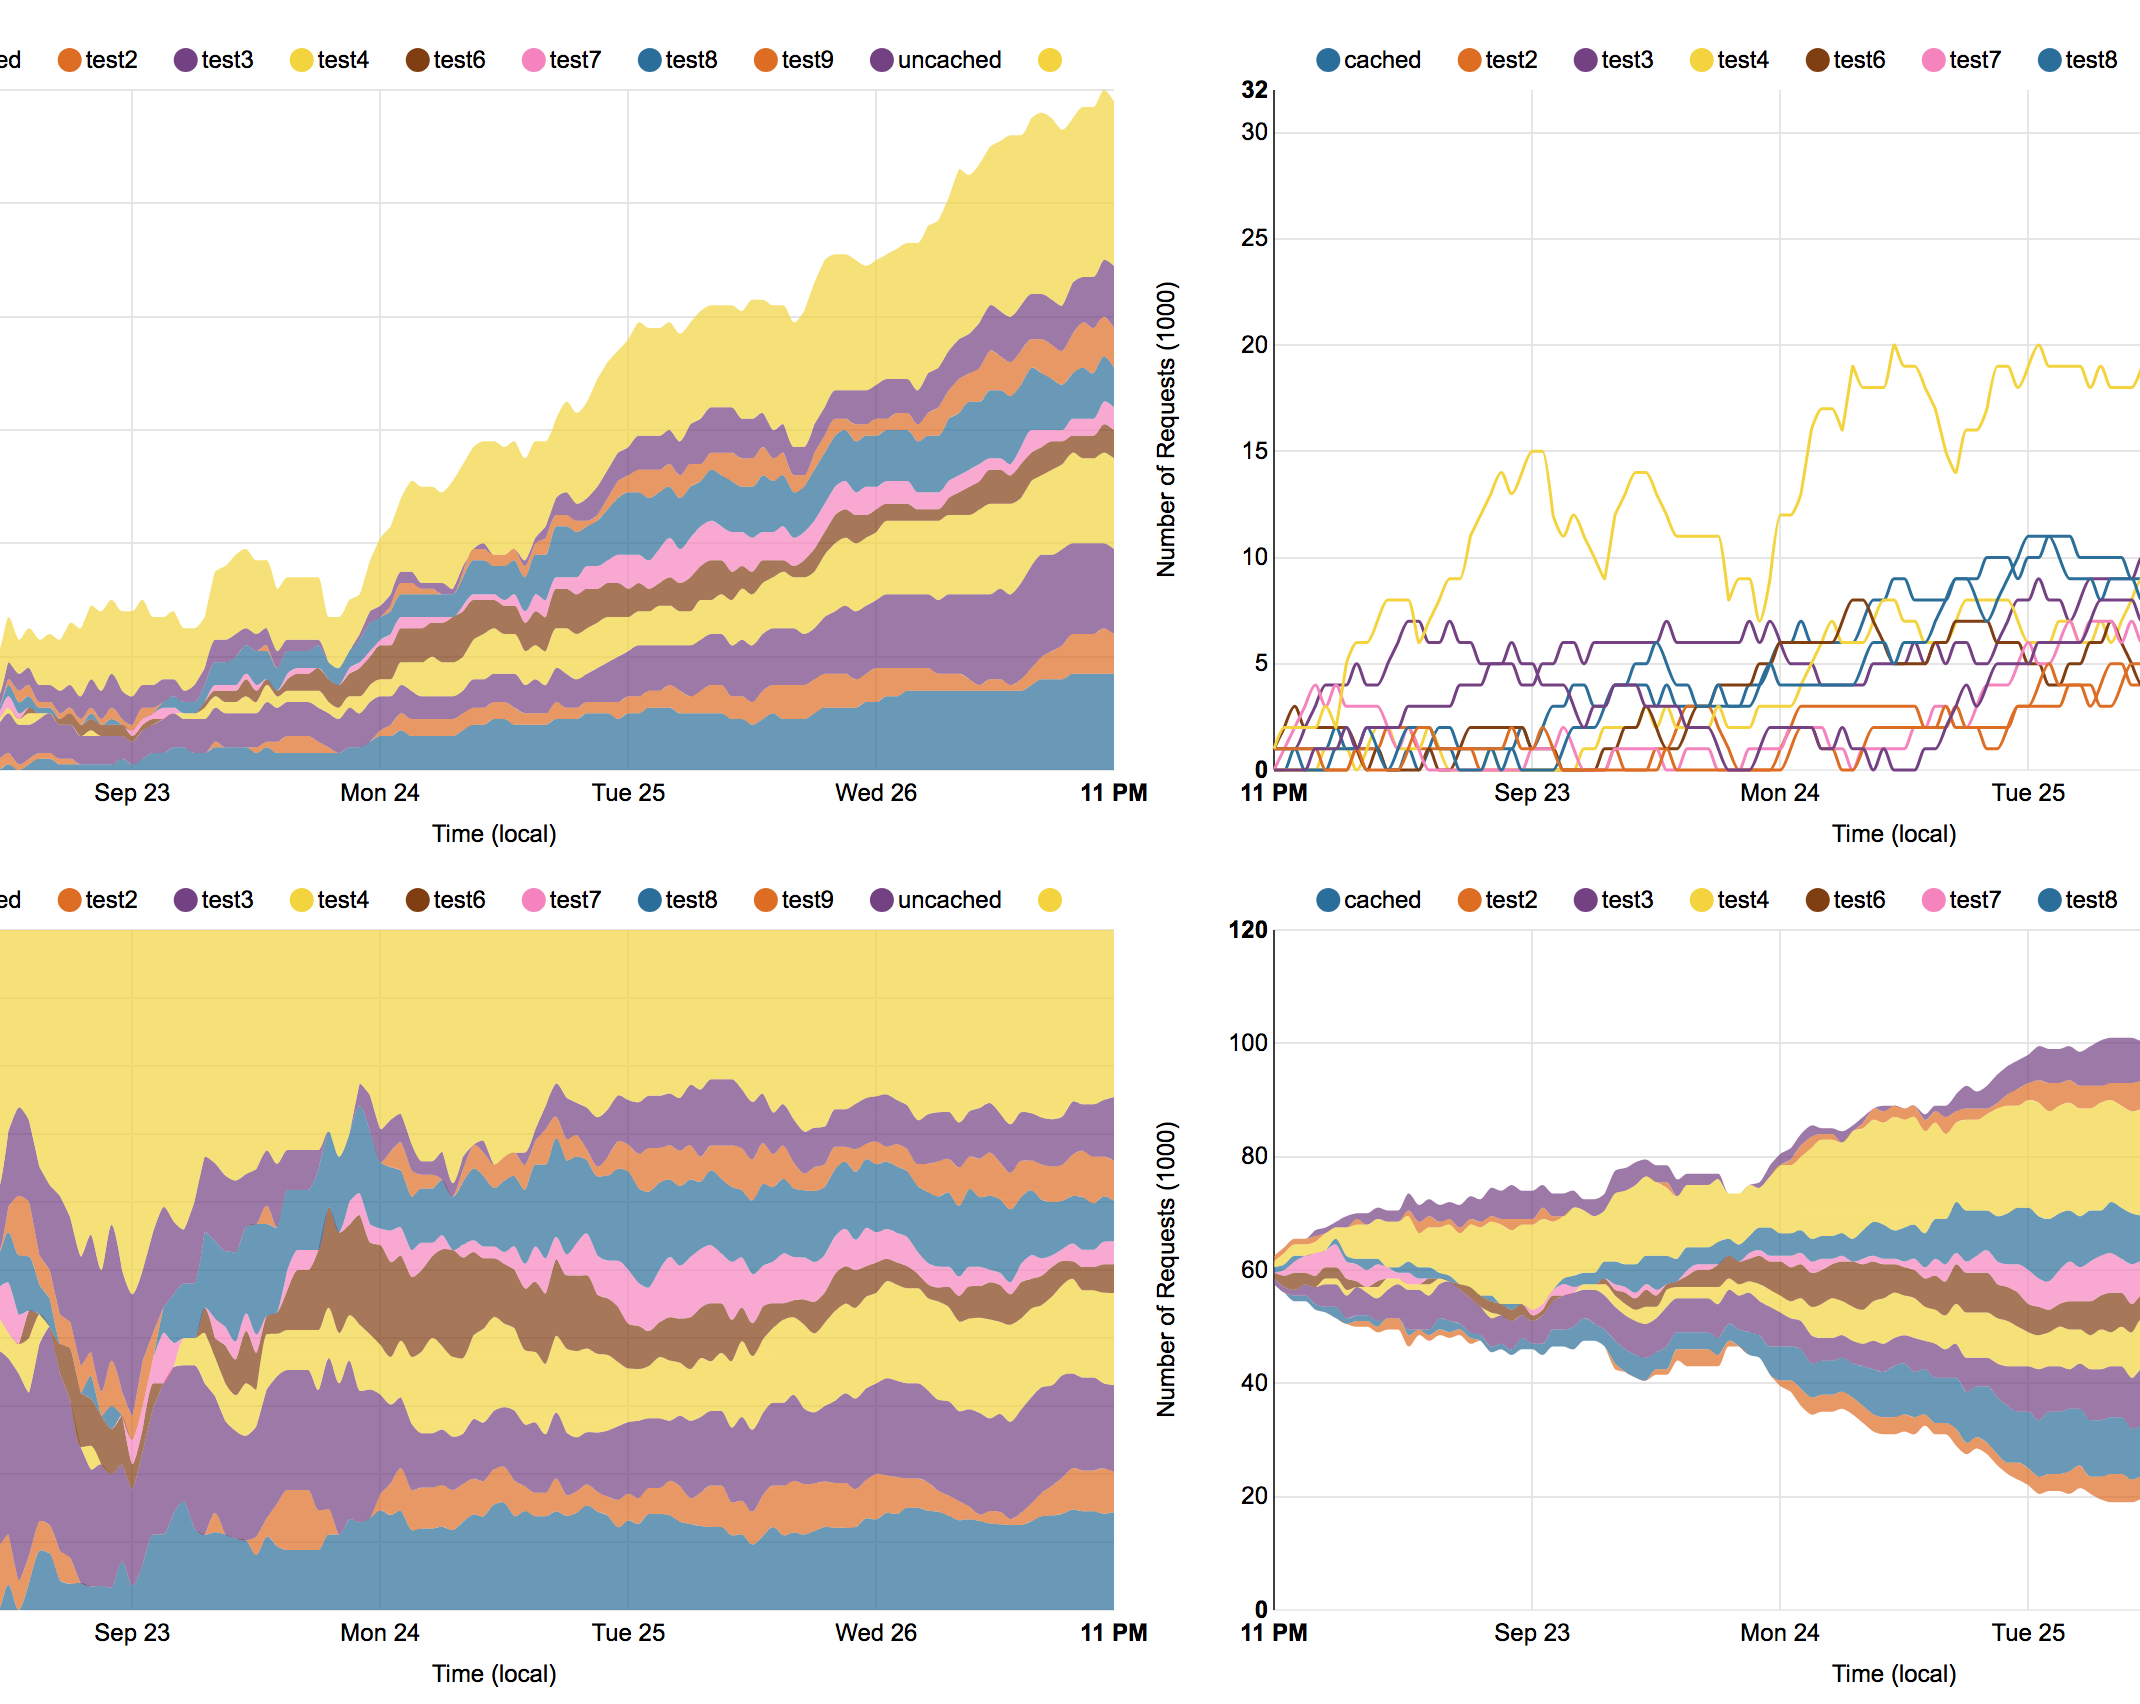 ed test2 test3 test4 test6 test7 test8 test9 uncached
Sep 23 Mon 24 Tue 25 Wed 26 11 PM
Time (local)
cached test2 test3 test4 test6 test7 test8
32
30
25
20
15
10
5
0
Number of Requests (1000)
11 PM Sep 23 Mon 24 Tue 25
Time (local)
ed test2 test3 test4 test6 test7 test8 test9 uncached
Sep 23 Mon 24 Tue 25 Wed 26 11 PM
Time (local)
cached test2 test3 test4 test6 test7 test8
120
100
80
60
40
20
0
Number of Requests (1000)
11 PM Sep 23 Mon 24 Tue 25
Time (local)